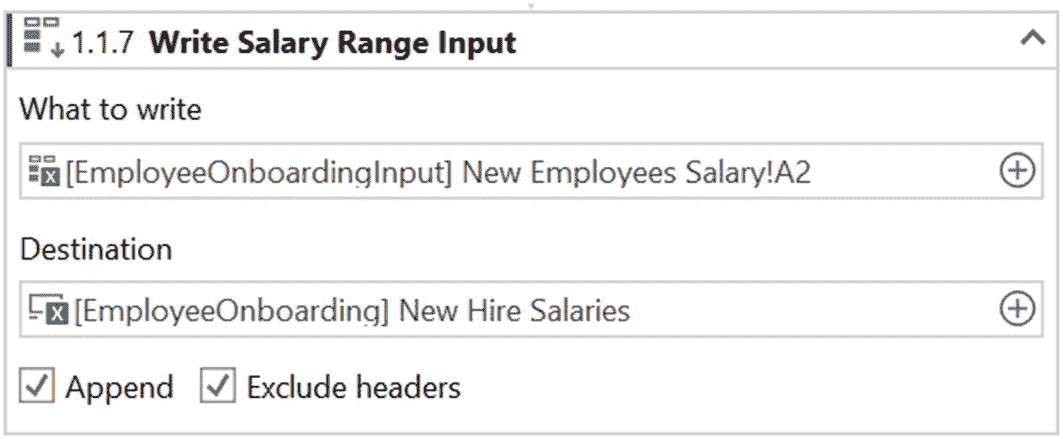 1.1.7 Write Salary Range Input
What to write
[EmployeeOnboardingInput] New Employees Salary!A2
Destination
[EmployeeOnboarding] New Hire Salaries
Append Exclude headers